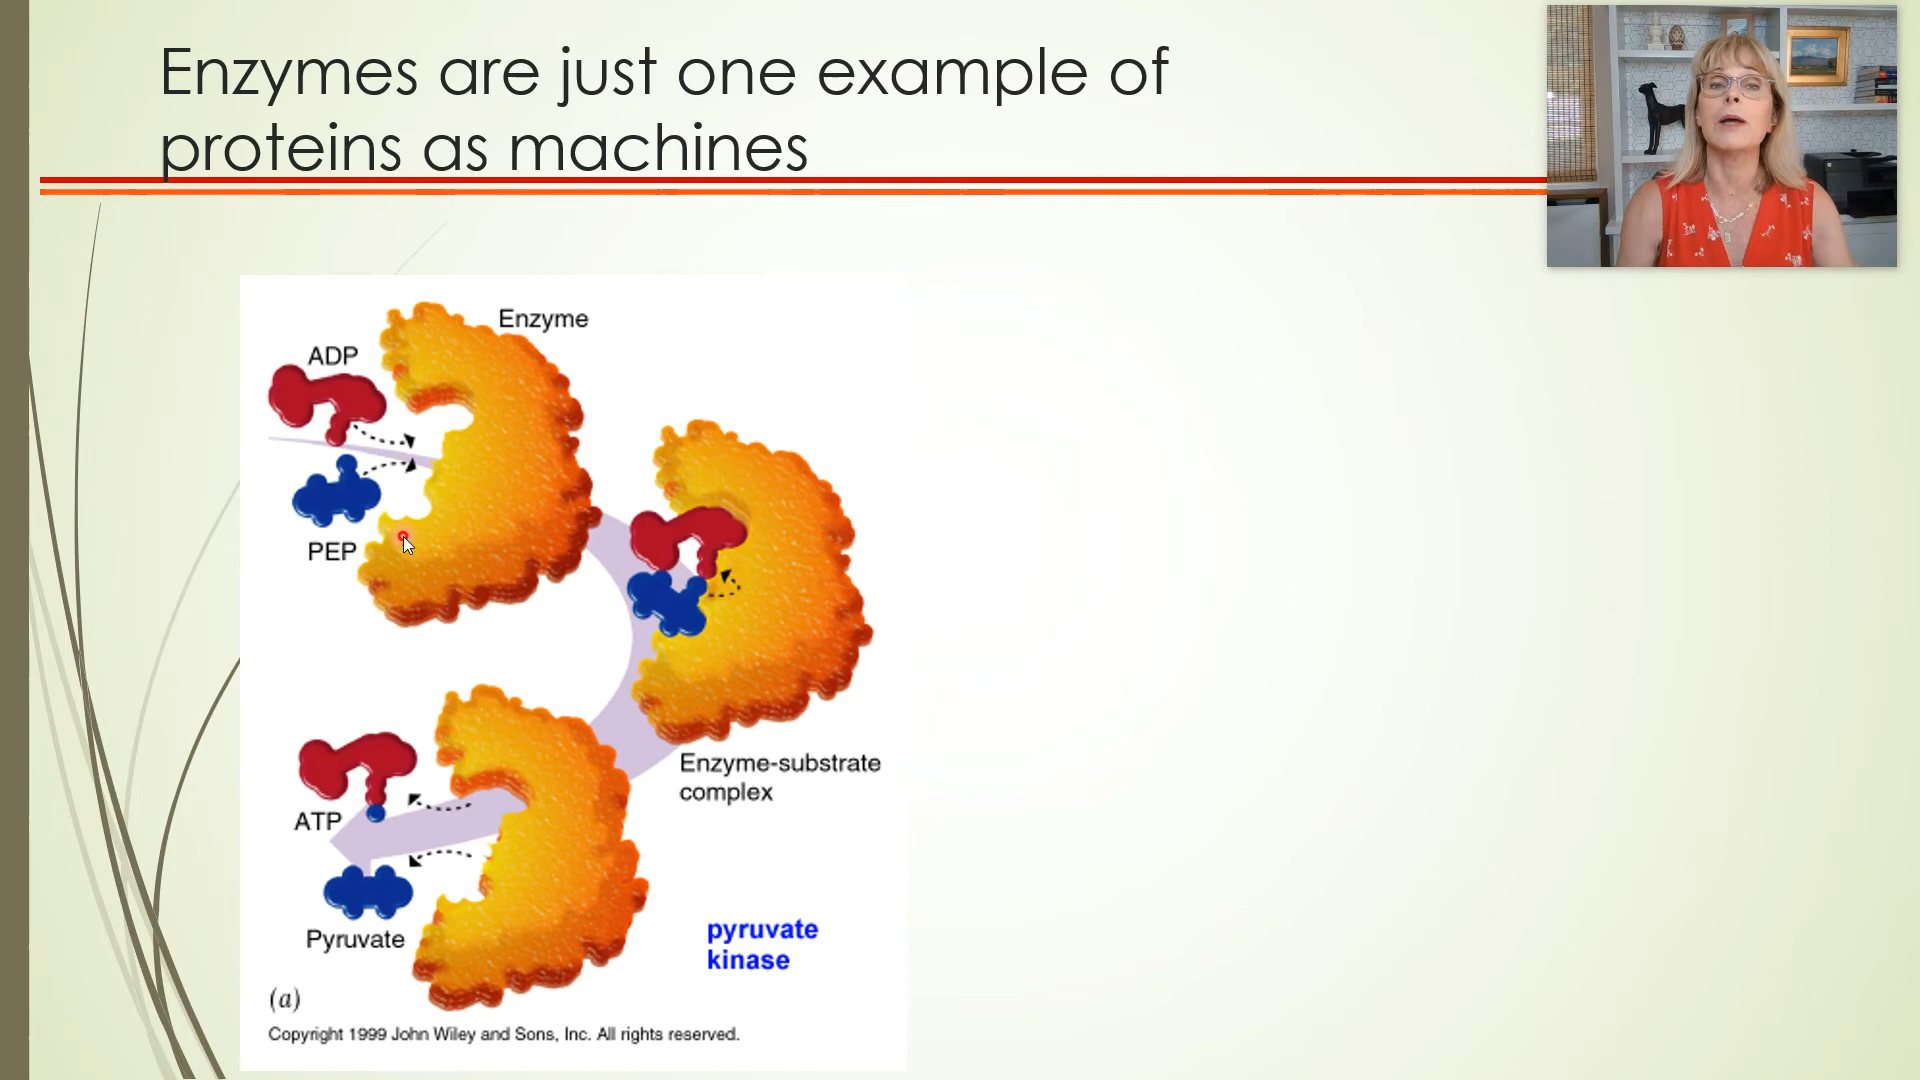 Enzymes are just one example of
proteins as machines
Enzyme
ADP
PEP
Enzyme-substrate
complex
ATP
Pyruvate
pyruvate
kinase
(a)
Copyright 1999 John Wiley and Sons, Inc. All rights reserved.